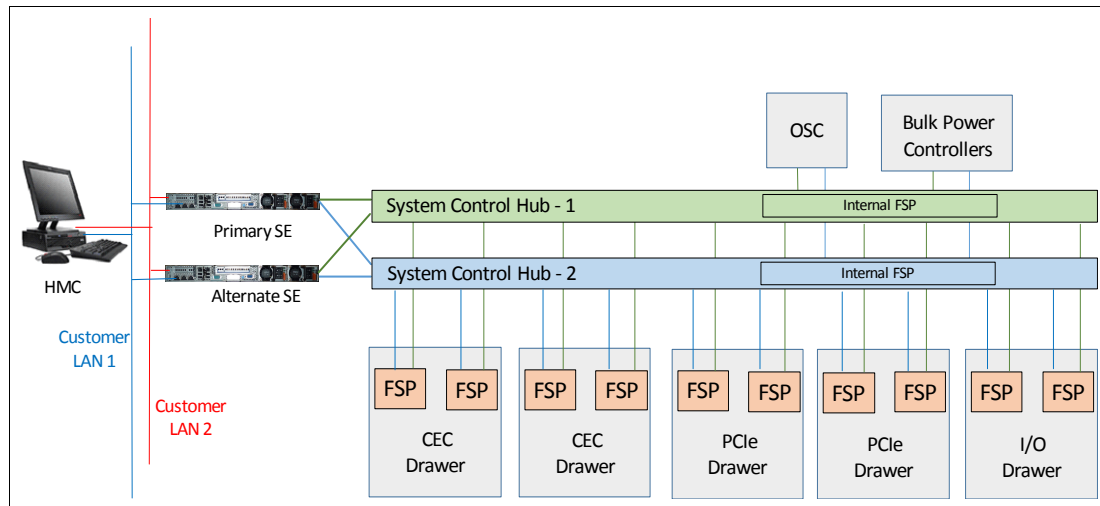 OSC
Bulk Power
Controllers
System Control Hub - 1
Internal FSP
Primary SE
System Control Hub - 2
Internal FSP
HMC
Alternate SE
Customer
LAN 1
Customer
LAN 2
FSP
FSP
FSP
FSP
FSP
FSP
FSP
FSP
FSP
FSP
CEC
Drawer
CEC
Drawer
PCIe
Drawer
PCIe
Drawer
I/O
Drawer